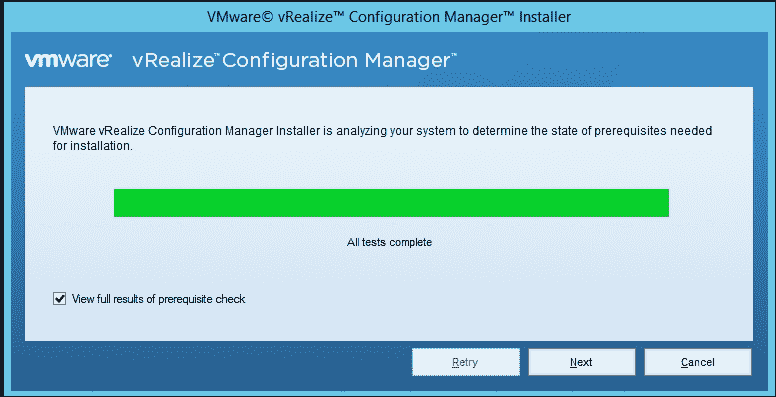 VMware© vRealize™ Configuration Manager™ Installer
vmware® vRealize™ Configuration Manager™
VMware vRealize Configuration Manager Installer is analyzing your system to determine the state of prerequisites needed
for installation.
All tests complete
View full results of prerequisite check
Retry Next Cancel